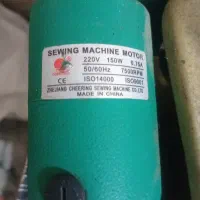 SEWING MACHINE MOTOR
220V 150W 0.75A
50/60Hz 7500RPM
CE ISO14000 ISO9001
ZHEJIANG CHEERING SEWING MACHINE CO.LTD
MADE IN CHINA